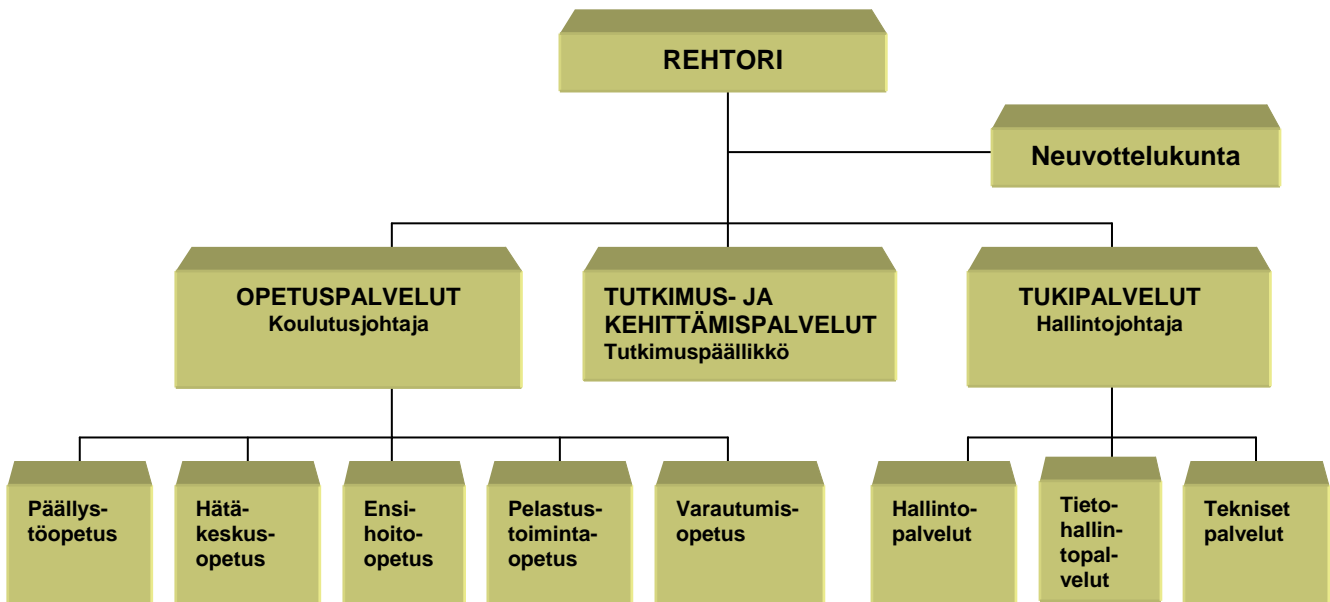 REHTORI
Neuvottelukunta
OPETUSPALVELUT
Koulutusjohtaja
TUTKIMUS- JA
KEHITTÄMISPALVELUT
Tutkimuspäällikkö
TUKIPALVELUT
Hallintojohtaja
Päällys-
töopetus
Hätä-
keskus-
opetus
Ensi-
hoito-
opetus
Pelastus-
toiminta-
opetus
Varautumis-
opetus
Hallinto-
palvelut
Tieto-
hallin-
topal-
velut
Tekniset
palvelut